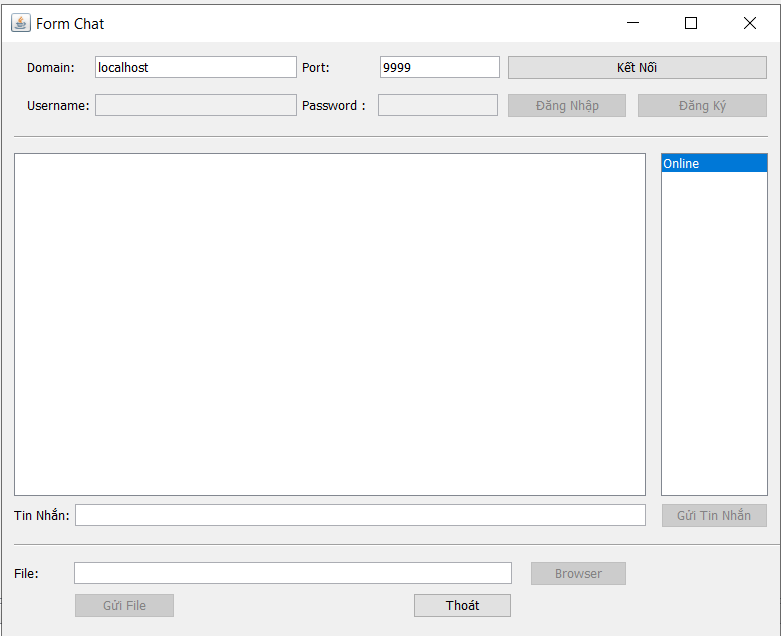 Form Chat
Domain: localhost Port: 9999 Kết Nối
Username: Password : Đăng Nhập Đăng Ký
Online
Tin Nhắn: Gửi Tin Nhắn
File: Browser
Gửi File Thoát